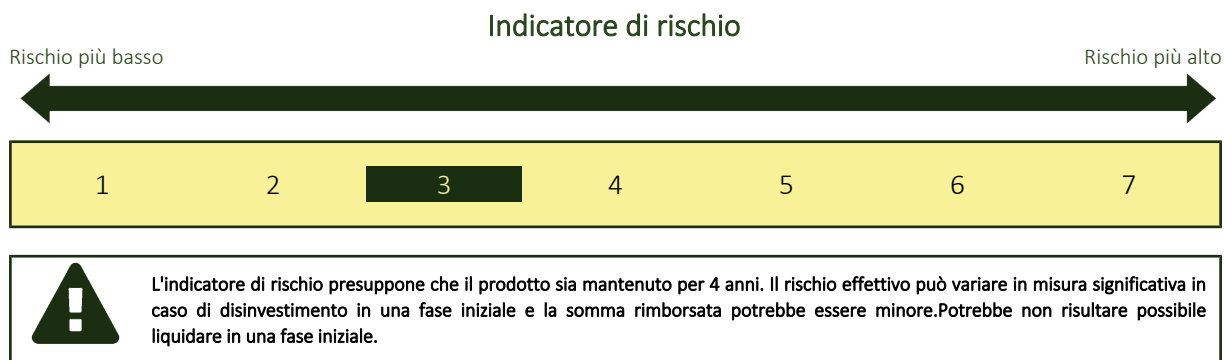 Indicatore di rischio
Rischio più basso
Rischio più alto
1 2 3 4 5 6 7
L'indicatore di rischio presuppone che il prodotto sia mantenuto per 4 anni. Il rischio effettivo può variare in misura significativa in
caso di disinvestimento in una fase iniziale e la somma rimborsata potrebbe essere minore.Potrebbe non risultare possibile
liquidare in una fase iniziale.